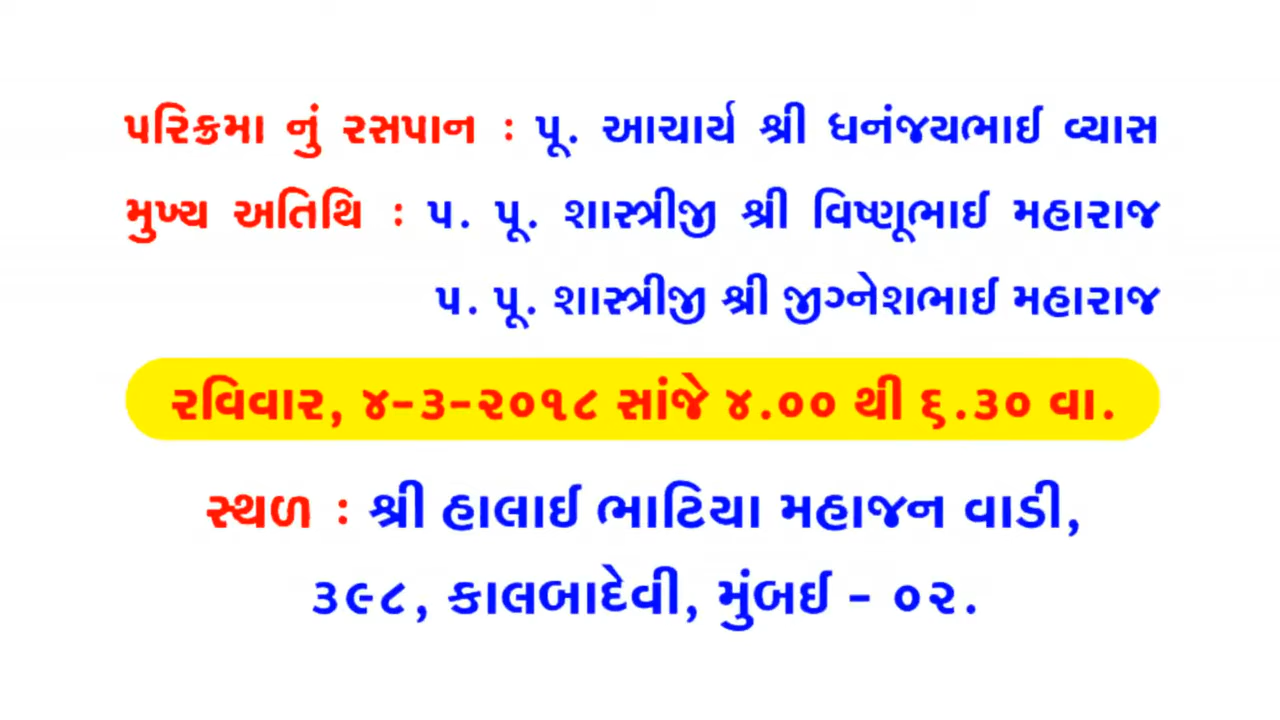 પરિક્રમા નું રસપાન : પૂ. આચાર્ય શ્રી ધનંજયભાઈ વ્યાસ
મુખ્ય અતિથિ : પ. પૂ. શાસ્ત્રીજી શ્રી વિષ્ણૂભાઈ મહારાજ
પ. પૂ. શાસ્ત્રીજી શ્રી જીગ્નેશભાઈ મહારાજ
રવિવાર, ૪-૩-૨૦૧૮ સાંજે ૪.૦૦ થી ૬.૩૦ વા.
સ્થળ : શ્રી હાલાઈ ભાટિયા મહાજન વાડી,
૩૯૮, કાલબાદેવી, મુંબઈ - ૦૨.